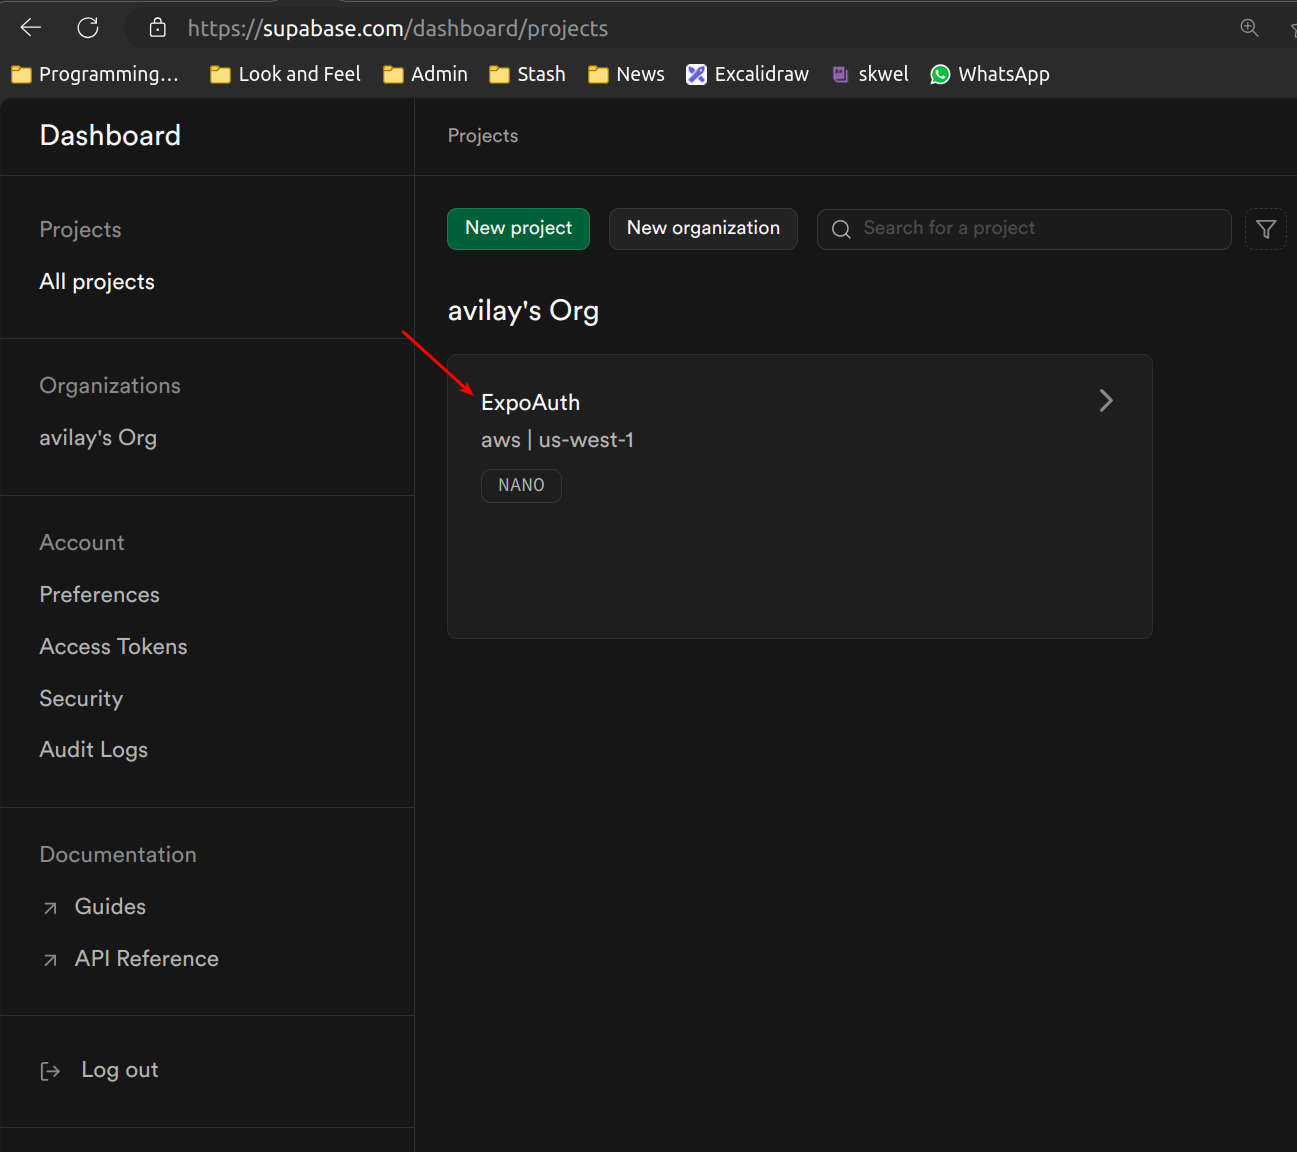 https://supabase.com/dashboard/projects
Programming... Look and Feel Admin Stash News Excalidraw skwel WhatsApp
Dashboard
Projects
All projects
Organizations
avilay's Org
Account
Preferences
Access Tokens
Security
Audit Logs
Documentation
Guides
API Reference
Log out
Projects
New project New organization Search for a project
avilay's Org
ExpoAuth
aws | us-west-1
NANO